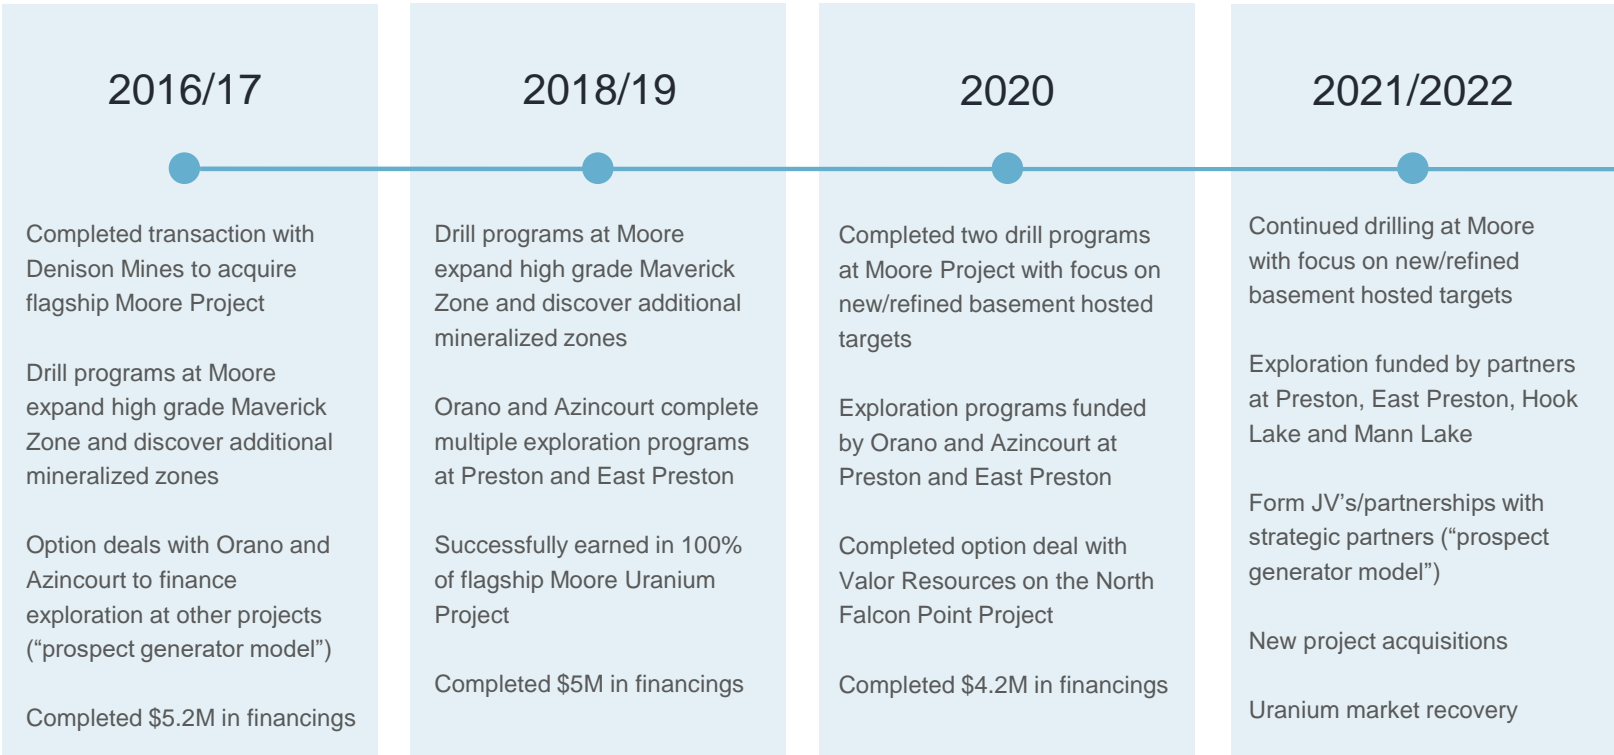 2016/17
Completed transaction with
Denison Mines to acquire
flagship Moore Project
Drill programs at Moore
expand high grade Maverick
Zone and discover additional
mineralized zones
Option deals with Orano and
Azincourt to finance
exploration at other projects
(“prospect generator model”)
Completed $5.2M in financings
2018/19
Drill programs at Moore
expand high grade Maverick
Zone and discover additional
mineralized zones
Orano and Azincourt complete
multiple exploration programs
at Preston and East Preston
Successfully earned in 100%
of flagship Moore Uranium
Project
Completed $5M in financings
2020
Completed two drill programs
at Moore Project with focus on
new/refined basement hosted
targets
Exploration programs funded
by Orano and Azincourt at
Preston and East Preston
Completed option deal with
Valor Resources on the North
Falcon Point Project
Completed $4.2M in financings
2021/2022
Continued drilling at Moore
with focus on new/refined
basement hosted targets
Exploration funded by partners
at Preston, East Preston, Hook
Lake and Mann Lake
Form JV’s/partnerships with
strategic partners (“prospect
generator model”)
New project acquisitions
Uranium market recovery